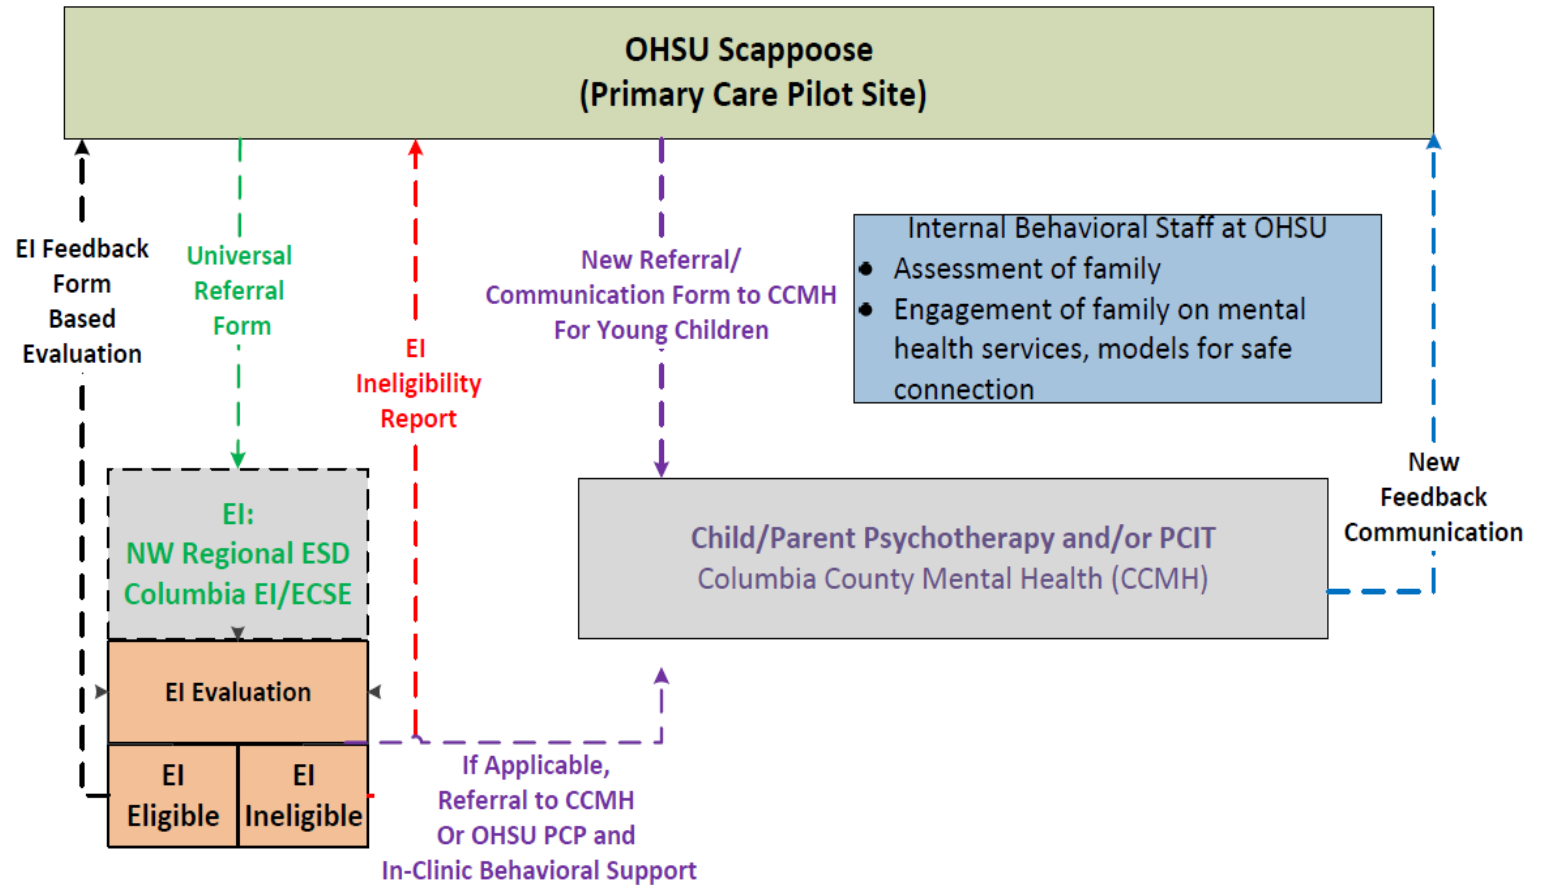 OHSU Scappoose
(Primary Care Pilot Site)
EI Feedback
Form
Based
Evaluation
Universal
Referral
Form
EI
Ineligibility
Report
New Referral/
Communication Form to CCMH
For Young Children
Internal Behavioral Staff at OHSU
● Assessment of family
● Engagement of family on mental
health services, models for safe
connection
New
Feedback
Communication
EI:
NW Regional ESD
Columbia EI/ECSE
Child/Parent Psychotherapy and/or PCIT
Columbia County Mental Health (CCMH)
EI Evaluation
EI
Eligible
EI
Ineligible
If Applicable,
Referral to CCMH
Or OHSU PCP and
In-Clinic Behavioral Support